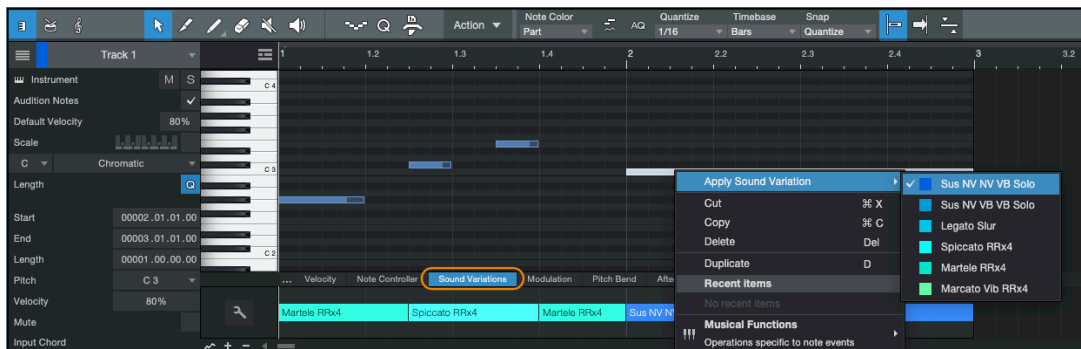 Action
Note Color
Part
AQ
Quantize
1/16
Timebase
Bars
Snap
Quantize
Track 1
1
1.2
1.3
1.4
2
2.2
2.3
2.4
3
3.2
Instrument
M
S
Audition Notes
Default Velocity
80%
Scale
C
Chromatic
Length
Q
Start
00002.01.01.00
End
00003.01.01.00
Length
00001.00.00.00
Pitch
C 3
Velocity
80%
Mute
Input Chord
C 4
C 3
C 2
...
Velocity
Note Controller
Sound Variations
Modulation
Pitch Bend
Afte
Martele RRx4
Spiccato RRx4
Martele RRx4
Sus NV N
Apply Sound Variation
Cut
⌘ X
Copy
⌘ C
Delete
Del
Duplicate
D
Recent items
No recent items
Musical Functions
Operations specific to note events
Sus NV NV VB Solo
Sus NV VB VB Solo
Legato Slur
Spiccato RRx4
Martele RRx4
Marcato Vib RRx4